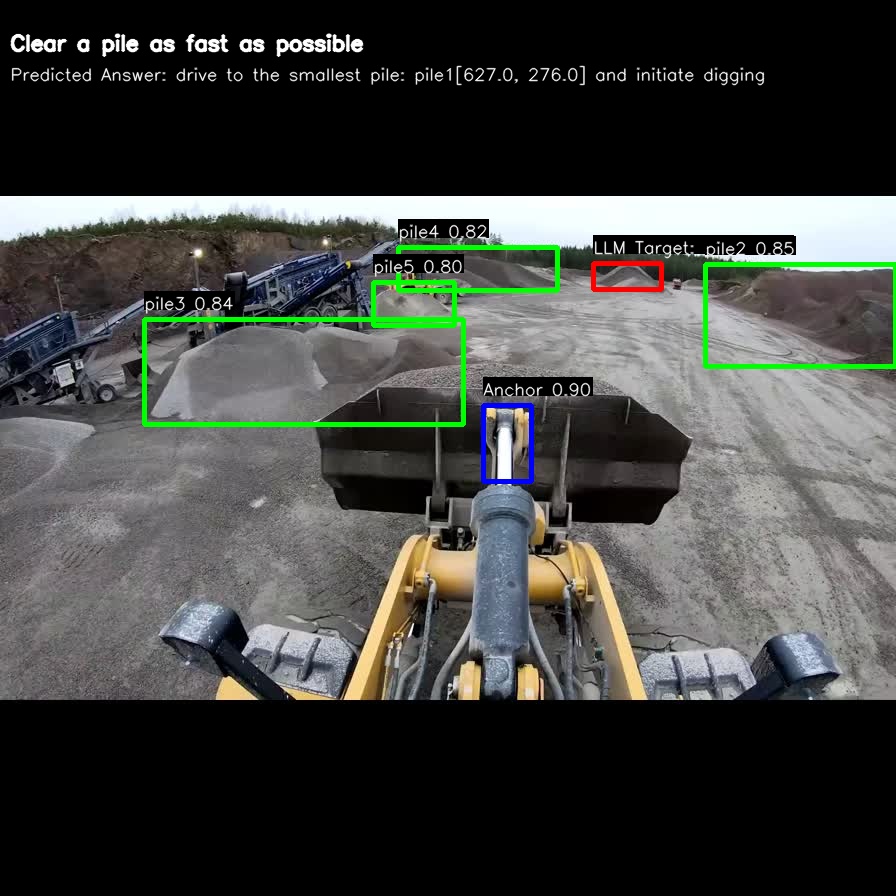 Clear a pile as fast as possible
Predicted Answer: drive to the smallest pile: pile1[627.0, 276.0] and initiate digging
pile4 0.82
LLM Target: pile2 0.85
pile5 0.80
pile3 0.84
Anchor 0.90